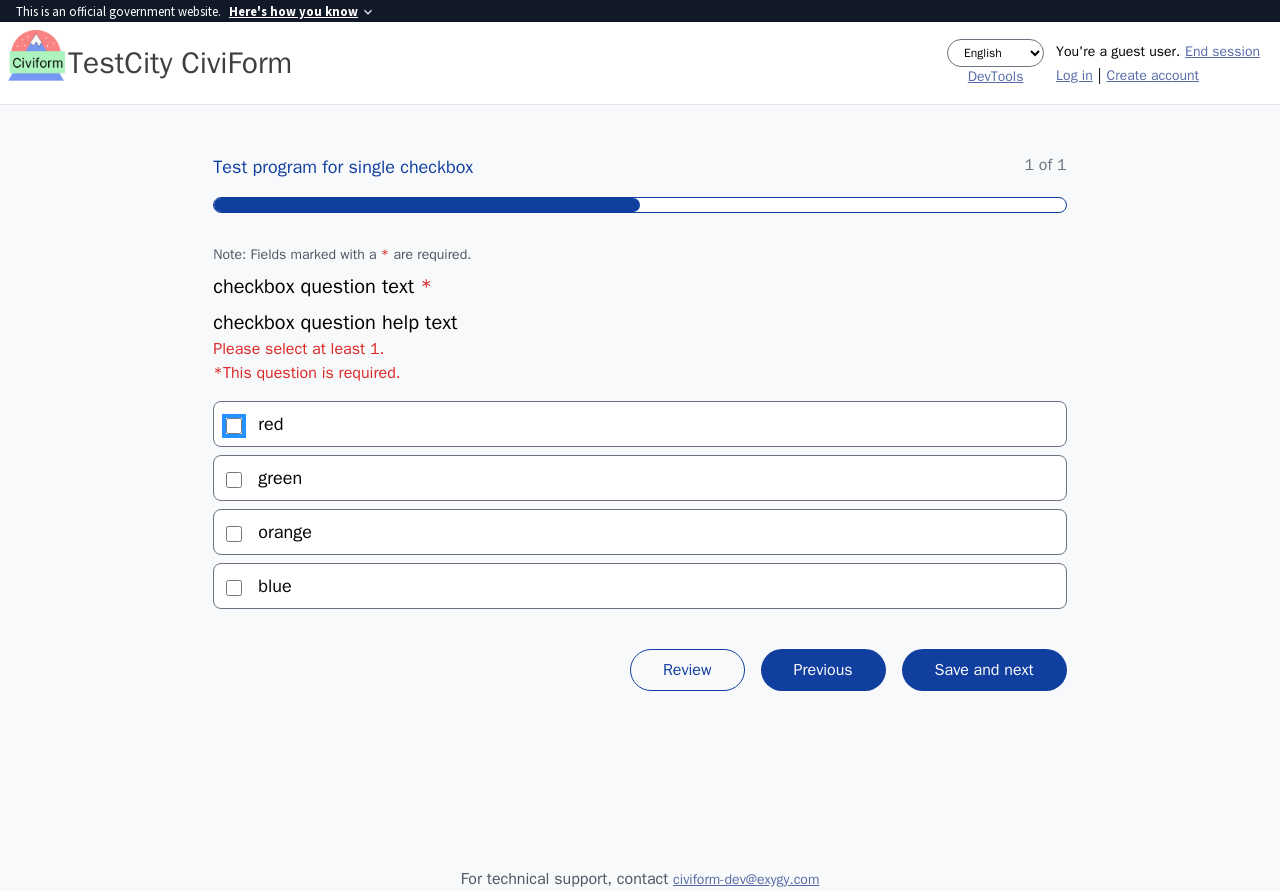 This is an official government website. Here's how you know
Civiform
TestCity CiviForm
English
DevTools
You're a guest user. End session
Log in | Create account
Test program for single checkbox
1 of 1
Note: Fields marked with a * are required.
checkbox question text *
checkbox question help text
Please select at least 1.
*This question is required.
red
green
orange
blue
Review
Previous
Save and next
For technical support, contact civiform-dev@exygy.com